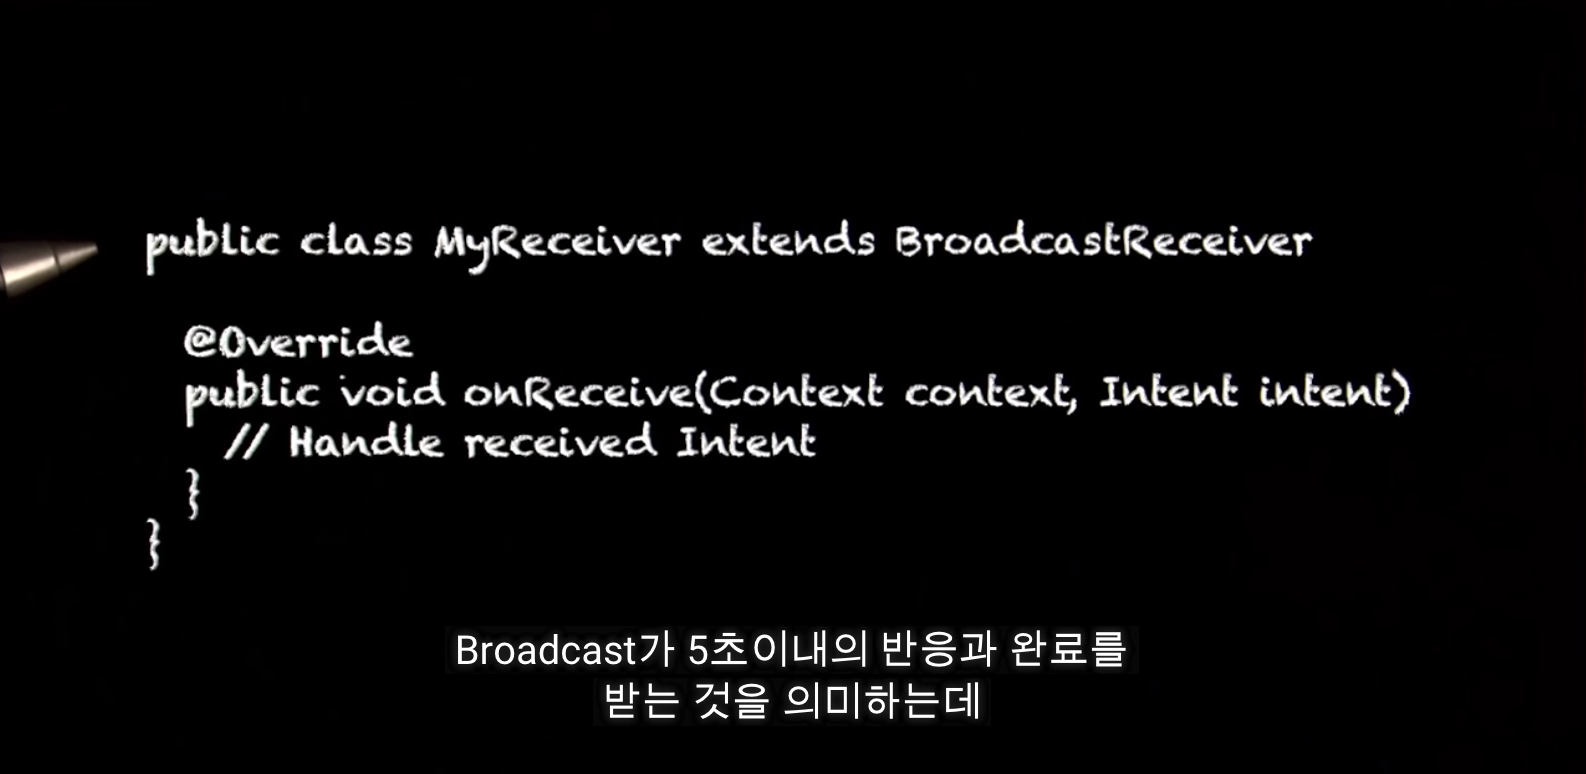 public class MyReceiver extends BroadcastReceiver
@Override
public void onReceive(Context context, Intent intent)
// Handle received Intent
}
}
Broadcast가 5초이내의 반응과 완료를
받는 것을 의미하는데